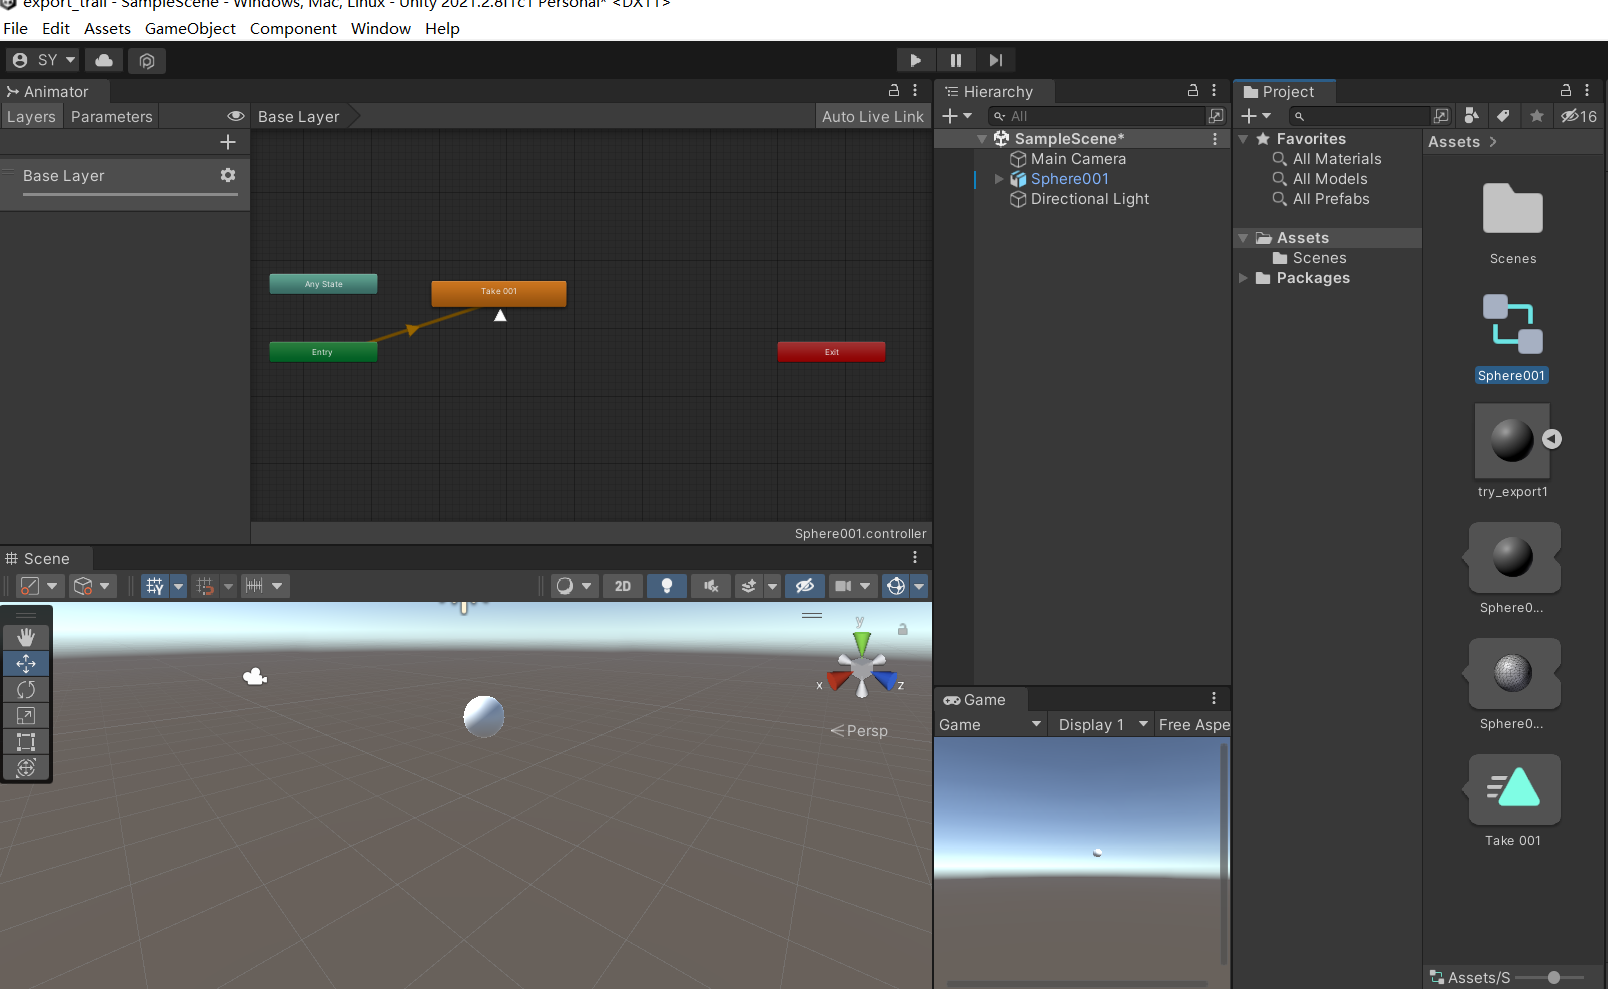 export_trail - SampleScene - Windows, Mac, Linux - Unity 2021.2.8f1c1 Personal* <DX11>
File Edit Assets GameObject Component Window Help
SY
Animator
Layers Parameters
Base Layer
Auto Live Link
Base Layer
Any State
Take 001
Entry
Exit
Sphere001.controller
Hierarchy
All
SampleScene*
Main Camera
Sphere001
Directional Light
Project
16
Favorites
All Materials
All Models
All Prefabs
Assets
Scenes
Packages
Assets
Scenes
Sphere001
try_export1
Sphere0...
Sphere0...
Take 001
Assets/S
Scene
Y
2D
y
x
z
Persp
Game
Game Display 1 Free Aspe